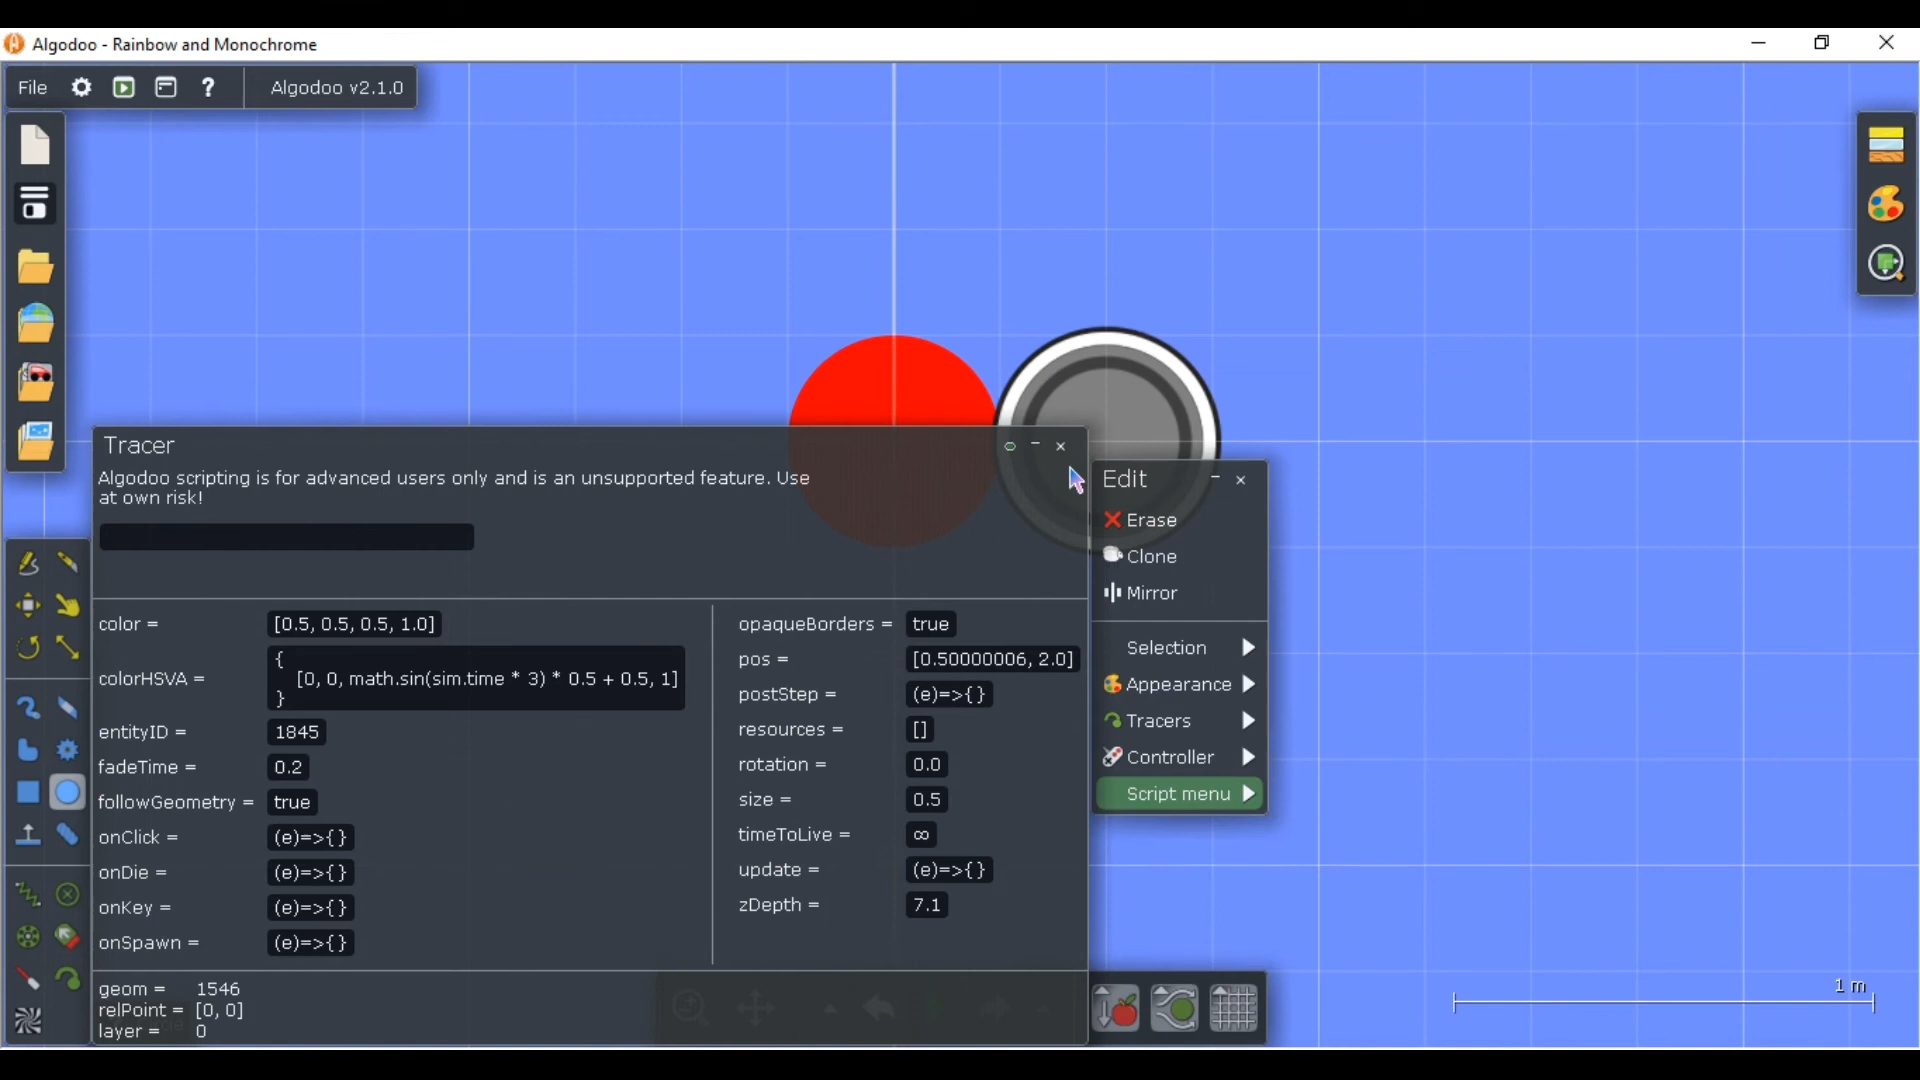 Algodoo - Rainbow and Monochrome
File
?
Algodoo v2.1.0
Tracer
Algodoo scripting is for advanced users only and is an unsupported feature. Use
at own risk!
color = [0.5, 0.5, 0.5, 1.0]
colorHSVA = {
[0, 0, math.sin(sim.time * 3) * 0.5 + 0.5, 1]
}
entityID = 1845
fadeTime = 0.2
followGeometry = true
onClick = (e)=>{}
onDie = (e)=>{}
onKey = (e)=>{}
onSpawn = (e)=>{}
opaqueBorders = true
pos = [0.50000006, 2.0]
postStep = (e)=>{}
resources = []
rotation = 0.0
size = 0.5
timeToLive = ∞
update = (e)=>{}
zDepth = 7.1
geom = 1546
relPoint = [0, 0]
layer = 0
Edit
Erase
Clone
Mirror
Selection
Appearance
Tracers
Controller
Script menu
1 m